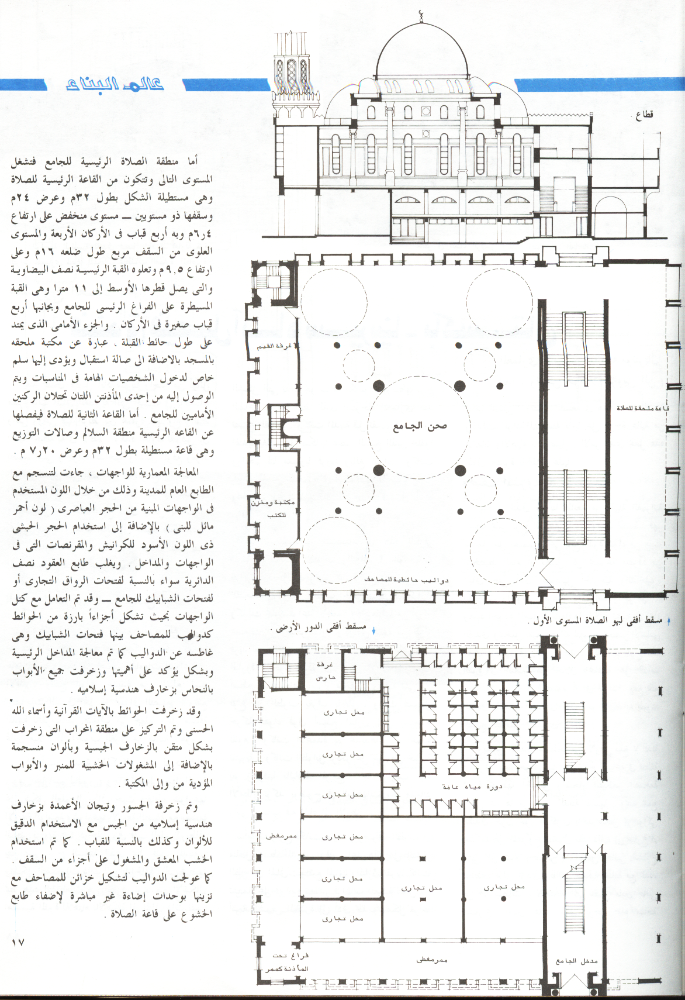 عالم البناء
قطاع .
أما منطقة الصلاة الرئيسية للجامع فتشغل
المستوى التالى وتتكون من القاعة الرئيسية للصلاة
وهى مستطيلة الشكل بطول ٣٢م وعرض ٢٤م
وسقفها ذو مستويين — مستوى منخفض على ارتفاع
٦٫٤م وبه أربع قباب فى الأركان الأربعة والمستوى
العلوى من السقف مربع طول ضلعه ١٦م وعلى
ارتفاع ٩,٥ م وتعلوه القبة الرئيسية نصف البيضاوية
والتى يصل قطرها الأوسط إلى ١١ مترا وهى القبة
المسيطرة على الفراغ الرئيسى للجامع وبجانبها أربع
قباب صغيرة فى الأركان . والجزء الأمامى الذى يمتد
على طول حائط القبلة ، عبارة عن مكتبة ملحقه
بالمسجد بالاضافة الى صالة استقبال ويؤدى إليها سلم
خاص لدخول الشخصيات الهامة فى المناسبات ويتم
الوصول إليه من إحدى المأذنتن اللتان تحتلان الركنين
الأماميين للجامع . أما القاعة الثانية للصلاة فيفصلها
عن القاعه الرئيسية منطقة السلالم وصالات التوزيع
وهى قاعة مستطيلة بطول ٣٢م وعرض ٧٫٢٠ م .
المعالجة المعمارية للواجهات ، جاءت لتنسجم مع
الطابع العام للمدينة وذلك من خلال اللون المستخدم
فى الواجهات المبنية من الحجر العباصرى ( لون أحمر
مائل للبنى ) بالإضافة إلى استخدام الحجر الحبشى
ذى اللون الأسود للكرانيش والمقرنصات التى فى
الواجهات والمداخل . ويغلب طابع العقود نصف
الدائرية سواء بالنسبة لفتحات الرواق التجارى أو
لفتحات الشبابيك للجامع — وقد تم التعامل مع كتل
الواجهات بحيث تشكل أجزاءاً بارزة من الحوائط
كدواليب للمصاحف بينها فتحات الشبابيك وهى
غاطسه عن الدواليب كما تم معالجة المداخل الرئيسية
وبشكل يؤكد على أهميتها وزخرفت جميع الأبواب
بالنحاس بزخارف هندسية إسلاميه .
وقد زخرفت الحوائط بالآيات القرآنية وأسماء الله
الحسنى وتم التركيز على منطقة المحراب التى زخرفت
بشكل متقن بالزخارف الجبسية وبألوان منسجمة
بالإضافة إلى المشغولات الخشبية للمنبر والأبواب
المؤدية من وإلى المكتبة .
وتم زخرفة الجسور وتيجان الأعمدة بزخارف
هندسية إسلاميه من الجبس مع الاستخدام الدقيق
للألوان وكذلك بالنسبة للقباب . كما تم استخدام
الخشب المعشق والمشغول على أجزاء من السقف .
كما عولجت الدواليب لتشكيل خزائن للمصاحف مع
تزينها بوحدات إضاءة غير مباشرة لإضفاء طابع
الخشوع على قاعة الصلاة .
غرفة القيم
صحن الجامع
قاعة ملحقة للصلاة
مكتبة ومخزن
للكتب
دواليب حائطية للمصاحف
مسقط أفقى لبهو الصلاة المستوى الأول .
مسقط أفقى الدور الأرضى .
غرفة
حارس
محل تجارى
محل تجارى
محل تجارى
دورة مياه عامة
ممر مغطى
محل تجارى
محل تجارى
محل تجارى
محل تجارى
محل تجارى
فراغ تحت
المأذنة كممر
ممر مغطى
مدخل الجامع
١٧